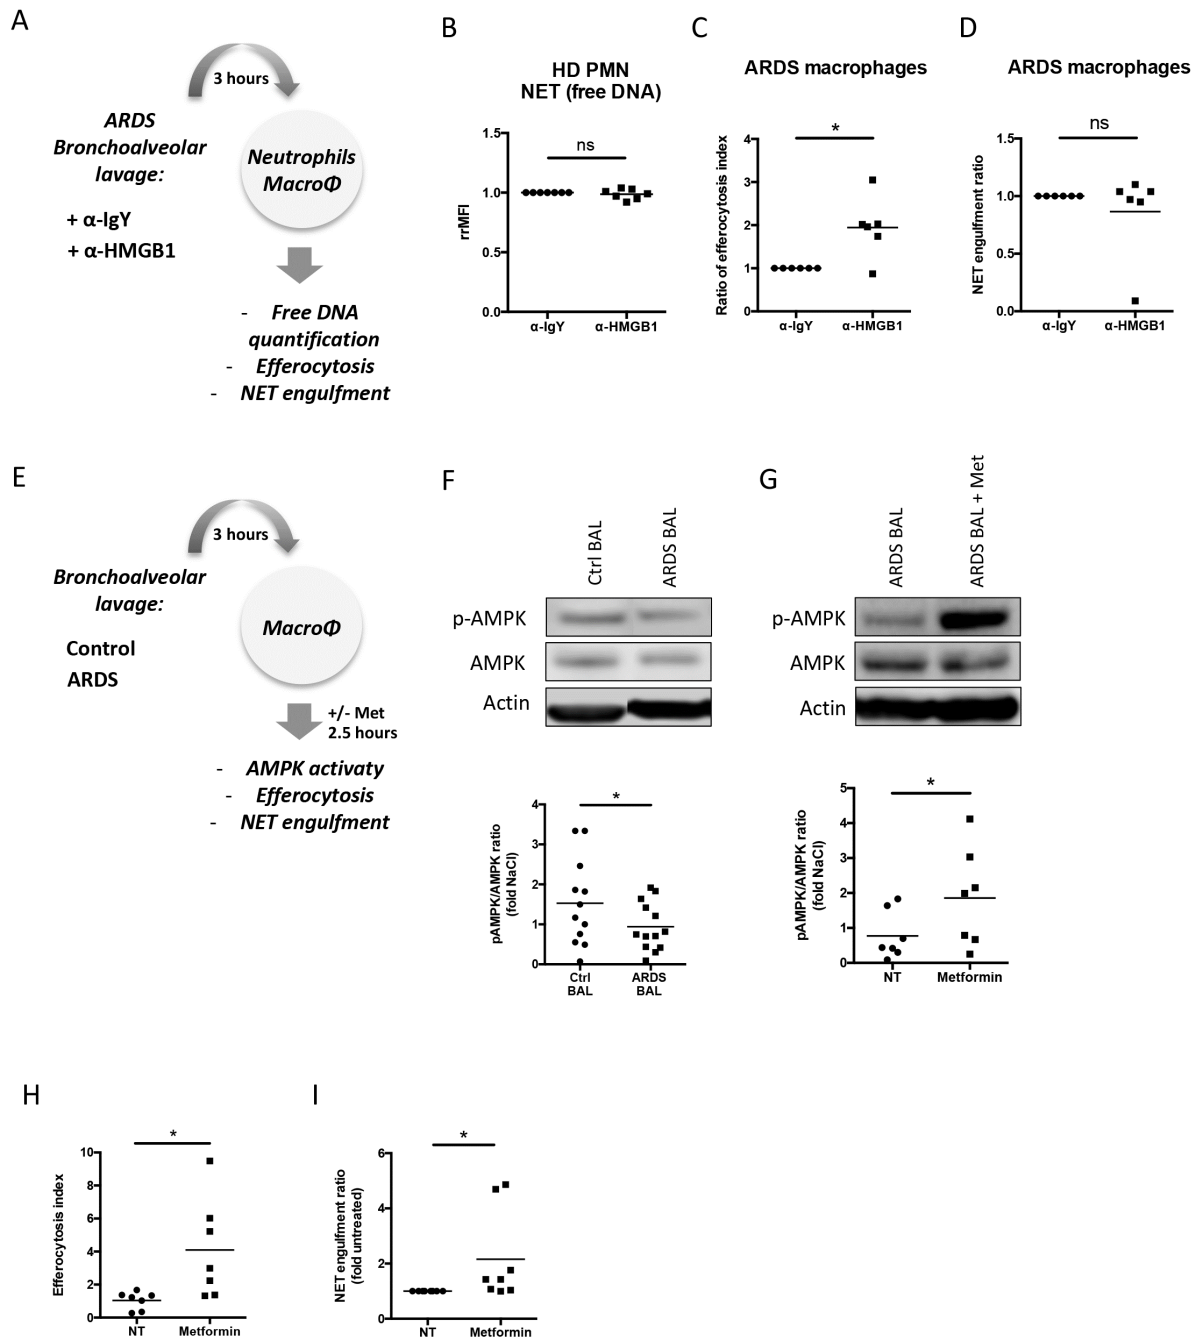 A
3 hours
ARDS
Bronchoalveolar
lavage:
+ α-IgY
+ α-HMGB1
Neutrophils
MacroΦ
- Free DNA
quantification
- Efferocytosis
- NET engulfment
B
HD PMN
NET (free DNA)
ns
rrMFI
1.5
1.0
0.5
0.0
α-IgY α-HMGB1
C
ARDS macrophages
*
Ratio of efferocytosis index
4
3
2
1
0
α-IgY α-HMGB1
D
ARDS macrophages
ns
NET engulfment ratio
1.5
1.0
0.5
0.0
α-IgY α-HMGB1
E
3 hours
Bronchoalveolar
lavage:
Control
ARDS
MacroΦ
+/- Met
2.5 hours
- AMPK activaty
- Efferocytosis
- NET engulfment
F
Ctrl BAL
ARDS BAL
p-AMPK
AMPK
Actin
*
pAMPK/AMPK ratio
(fold NaCl)
4
3
2
1
0
Ctrl ARDS
BAL BAL
G
ARDS BAL
ARDS BAL + Met
p-AMPK
AMPK
Actin
*
pAMPK/AMPK ratio
(fold NaCl)
5
4
3
2
1
0
NT Metformin
H
*
Efferocytosis index
10
8
6
4
2
0
NT Metformin
I
*
NET engulfment ratio
(fold untreated)
6
4
2
0
NT Metformin